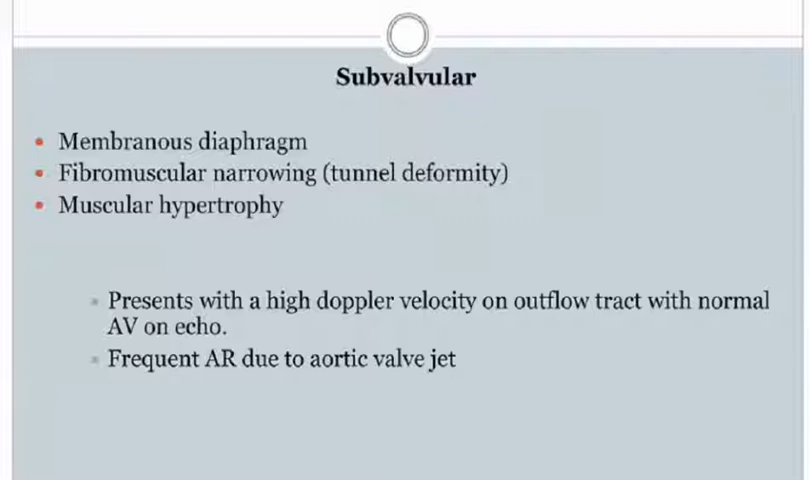 Subvalvular
Membranous diaphragm
Fibromuscular narrowing (tunnel deformity)
Muscular hypertrophy
Presents with a high doppler velocity on outflow tract with normal
AV on echo.
Frequent AR due to aortic valve jet